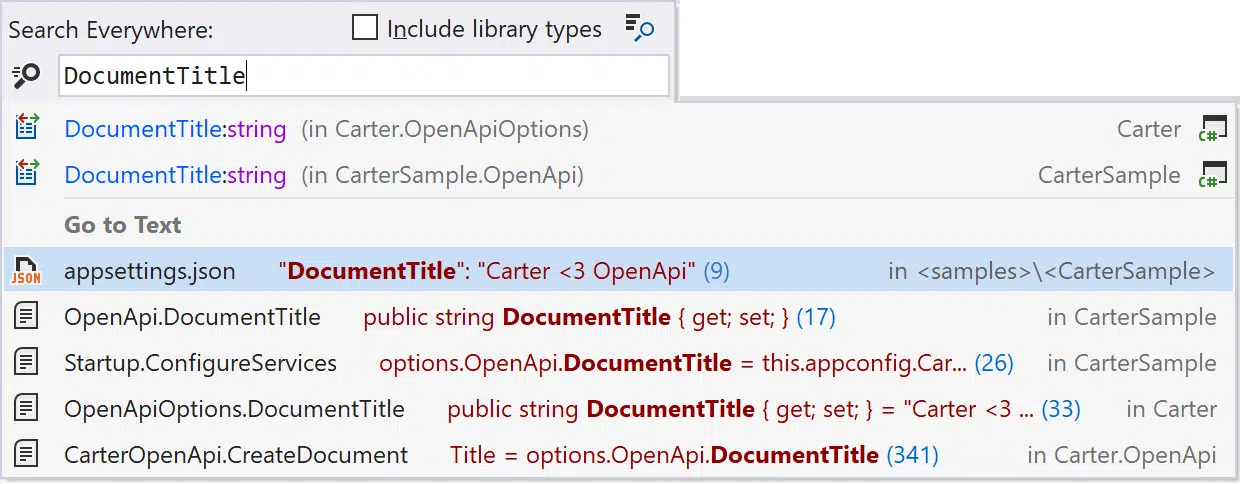 Search Everywhere: Include library types
DocumentTitle
DocumentTitle:string (in Carter.OpenApiOptions) Carter C#
DocumentTitle:string (in CarterSample.OpenApi) CarterSample C#
Go to Text
JSON appsettings.json "DocumentTitle": "Carter <3 OpenApi" (9) in <samples>\<CarterSample>
OpenApi.DocumentTitle public string DocumentTitle { get; set; } (17) in CarterSample
Startup.ConfigureServices options.OpenApi.DocumentTitle = this.appconfig.Car... (26) in CarterSample
OpenApiOptions.DocumentTitle public string DocumentTitle { get; set; } = "Carter <3 ... (33) in Carter
CarterOpenApi.CreateDocument Title = options.OpenApi.DocumentTitle (341) in Carter.OpenApi